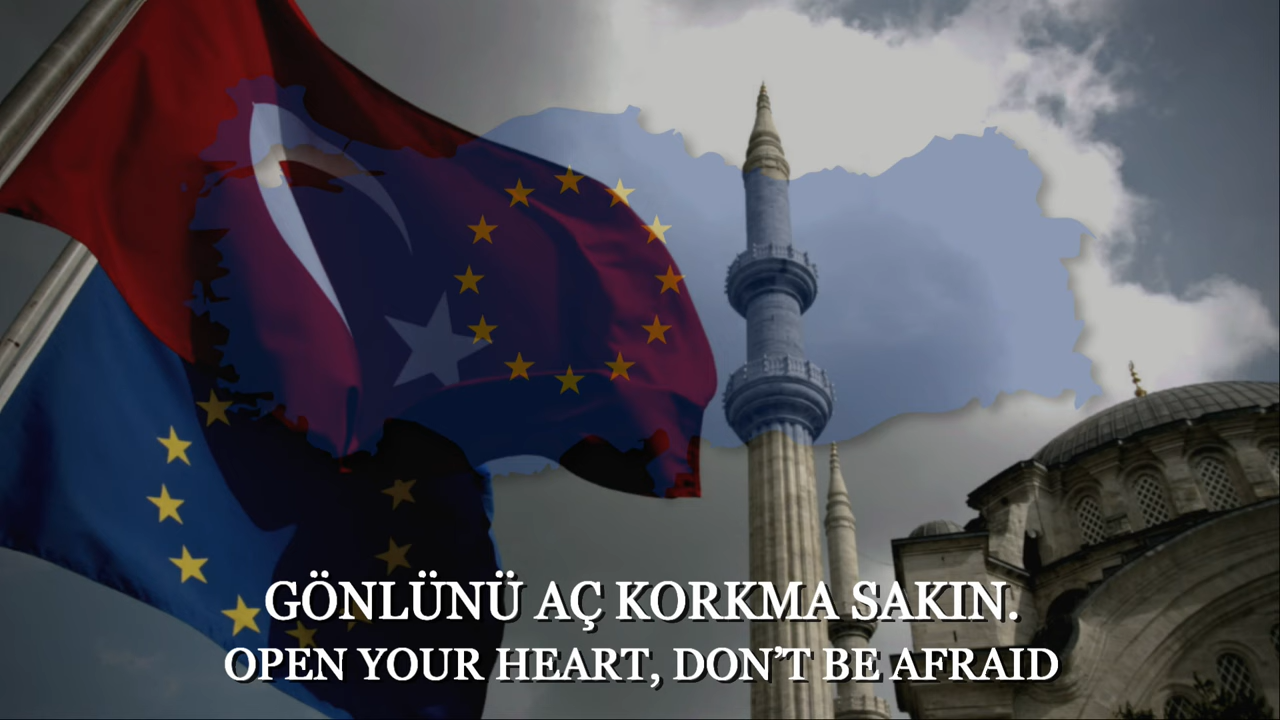 GÖNLÜNÜ AÇ KORKMA SAKIN.
OPEN YOUR HEART, DON’T BE AFRAID